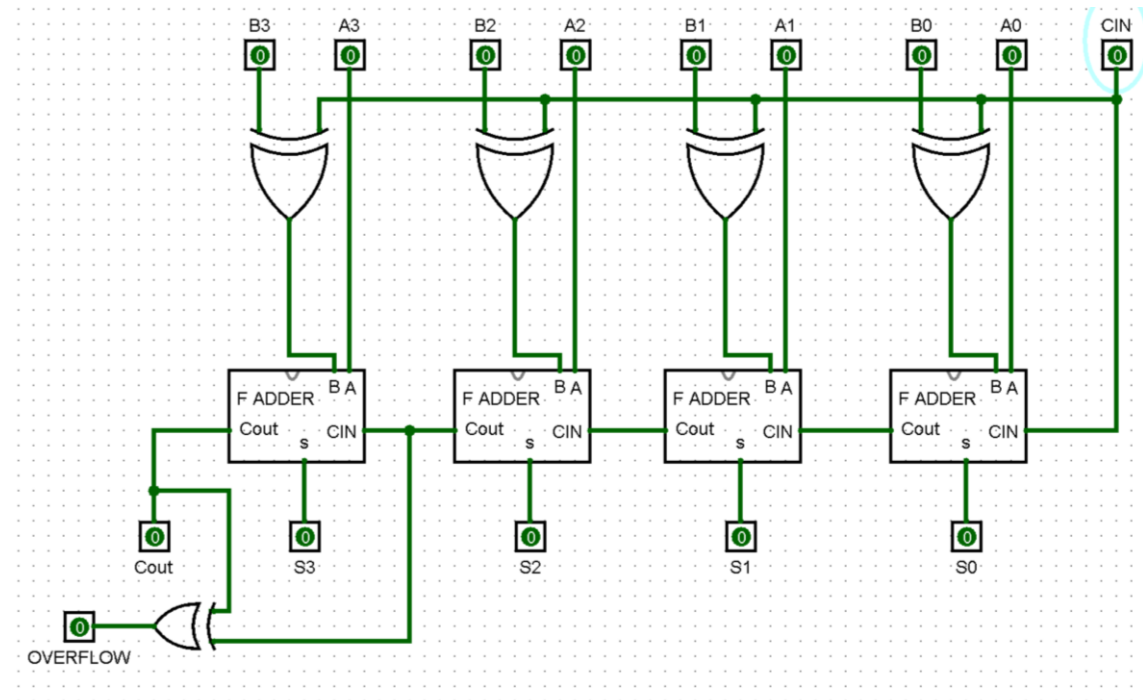 B3 A3 B2 A2 B1 A1 B0 A0 CIN
0 0 0 0 0 0 0 0 0
B A B A B A B A
F ADDER F ADDER F ADDER F ADDER
Cout CIN Cout CIN Cout CIN Cout CIN
s s s s
0 0 0 0 0
Cout S3 S2 S1 S0
0
OVERFLOW